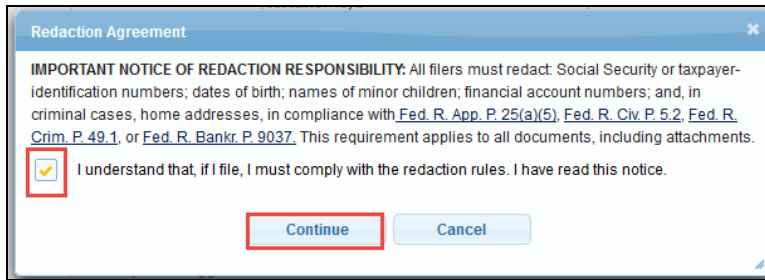 Redaction Agreement
IMPORTANT NOTICE OF REDACTION RESPONSIBILITY: All filers must redact: Social Security or taxpayer-
identification numbers; dates of birth; names of minor children; financial account numbers; and, in
criminal cases, home addresses, in compliance with Fed. R. App. P. 25(a)(5), Fed. R. Civ. P. 5.2, Fed. R.
Crim. P. 49.1, or Fed. R. Bankr. P. 9037. This requirement applies to all documents, including attachments.
I understand that, if I file, I must comply with the redaction rules. I have read this notice.
Continue Cancel